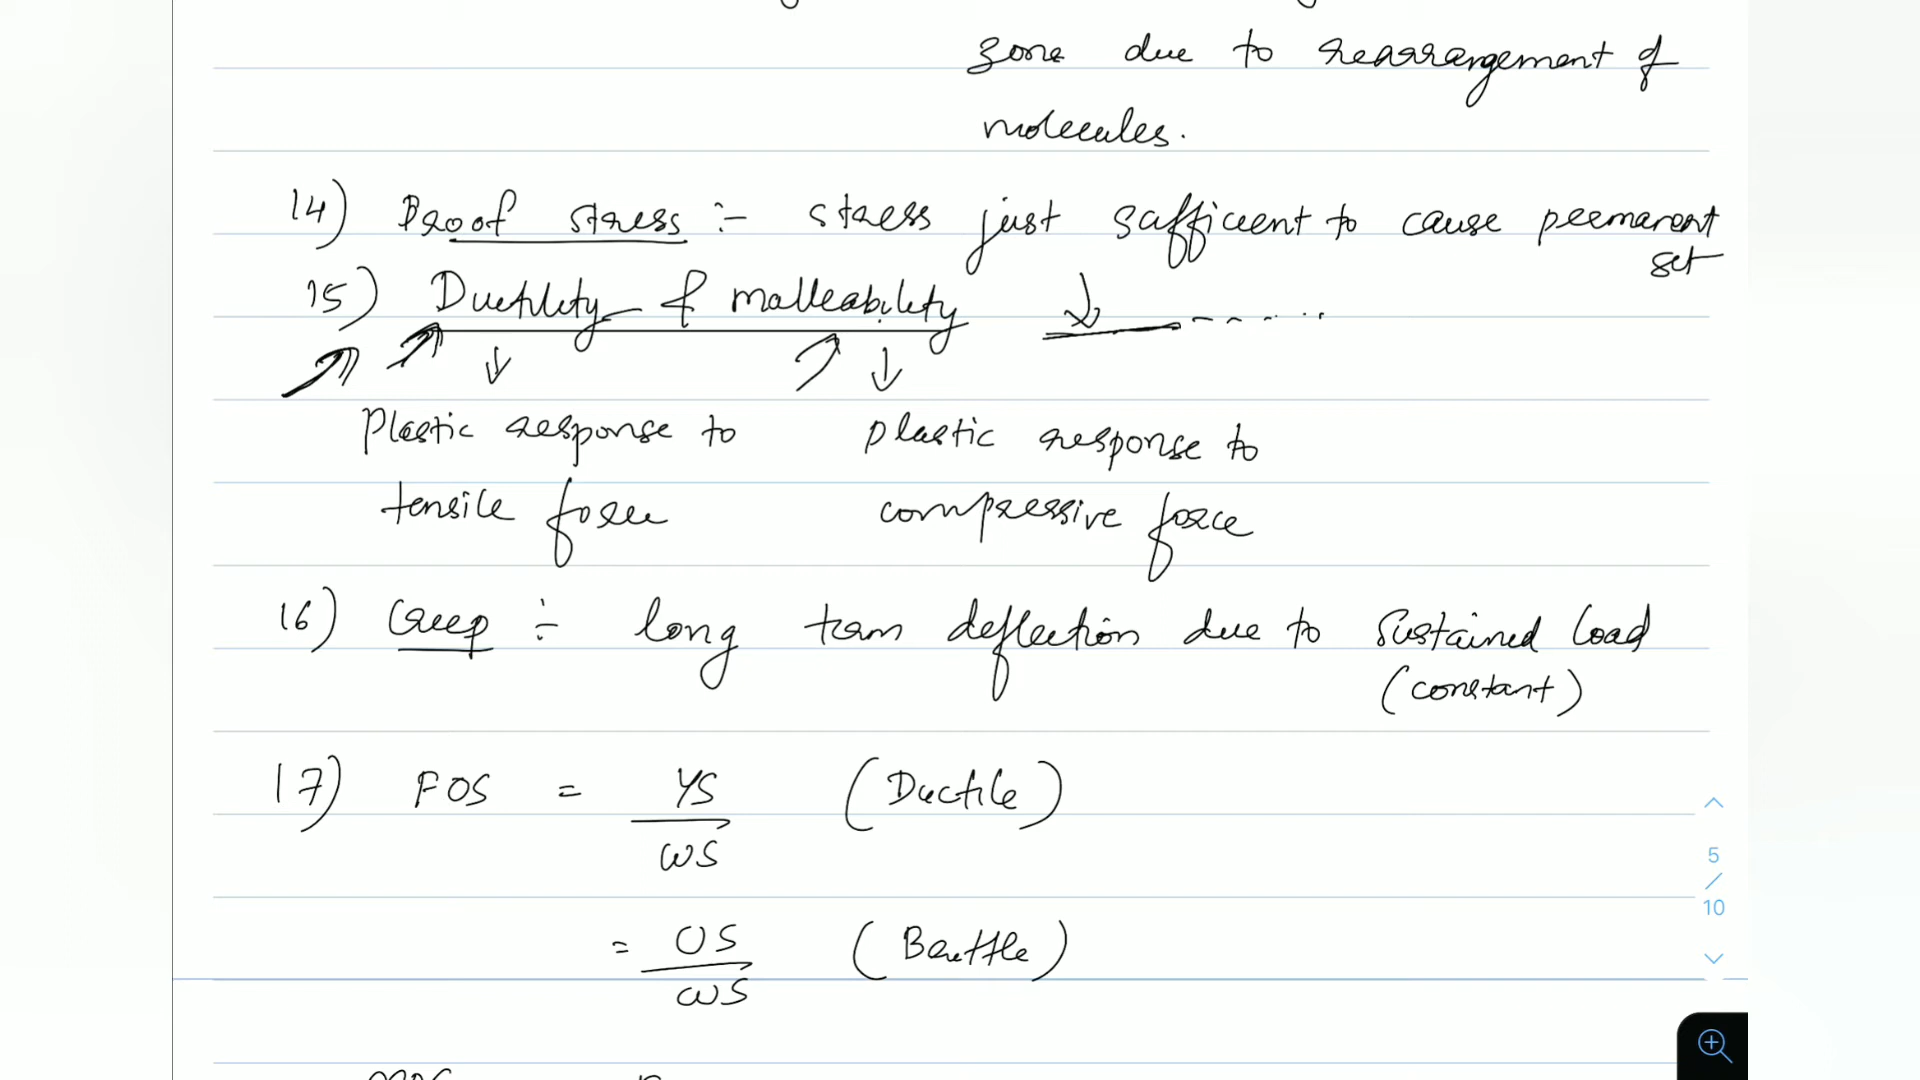 zone due to rearrangement of
molecules.
14) Proof stress :- stress just sufficient to cause permanent
set
15) Ductility & malleability
Plastic response to plastic response to
tensile force compressive force
16) Creep :- long term deflection due to sustained load
(constant)
17) FOS = YS (Ductile)
WS
5
/
10
= US (Brittle)
WS